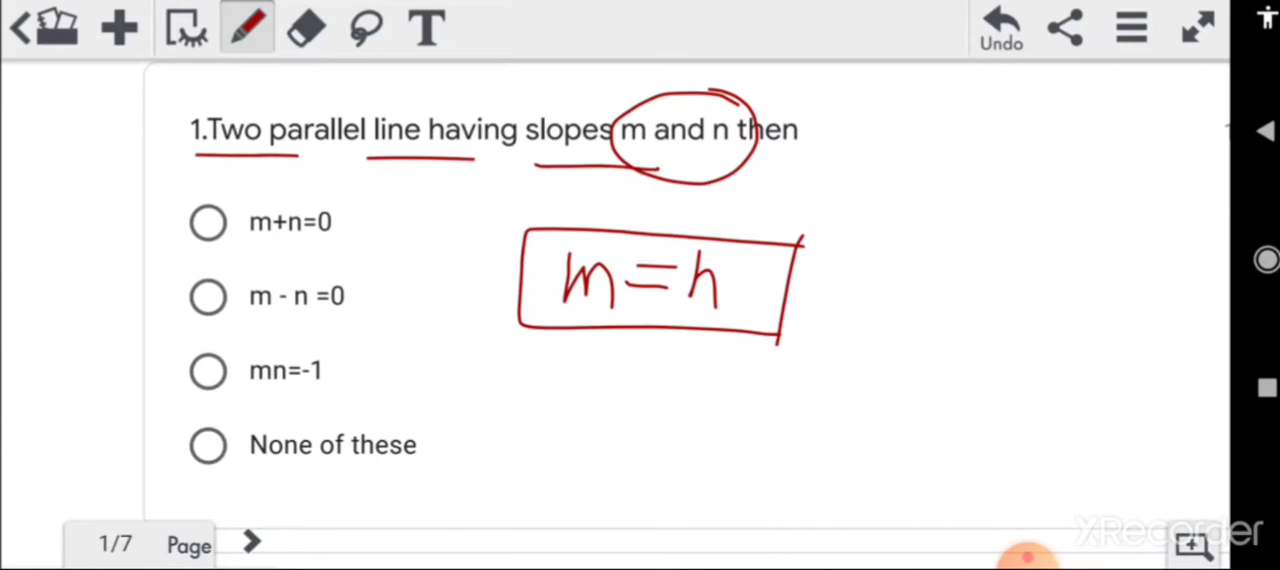 Undo
1.Two parallel line having slopes m and n then
m+n=0
m - n =0
m=n
mn=-1
None of these
1/7 Page
XRecorder